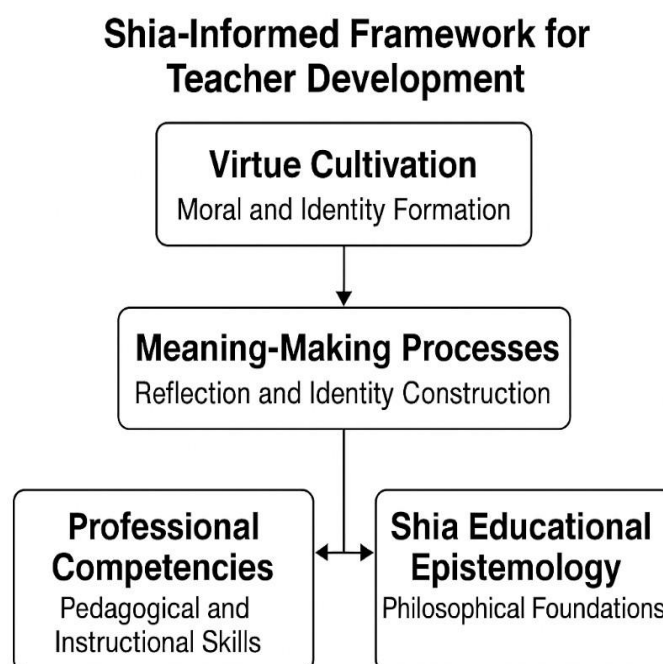 Shia-Informed Framework for
Teacher Development
Virtue Cultivation
Moral and Identity Formation
Meaning-Making Processes
Reflection and Identity Construction
Professional
Competencies
Pedagogical and
Instructional Skills
Shia Educational
Epistemology
Philosophical Foundations